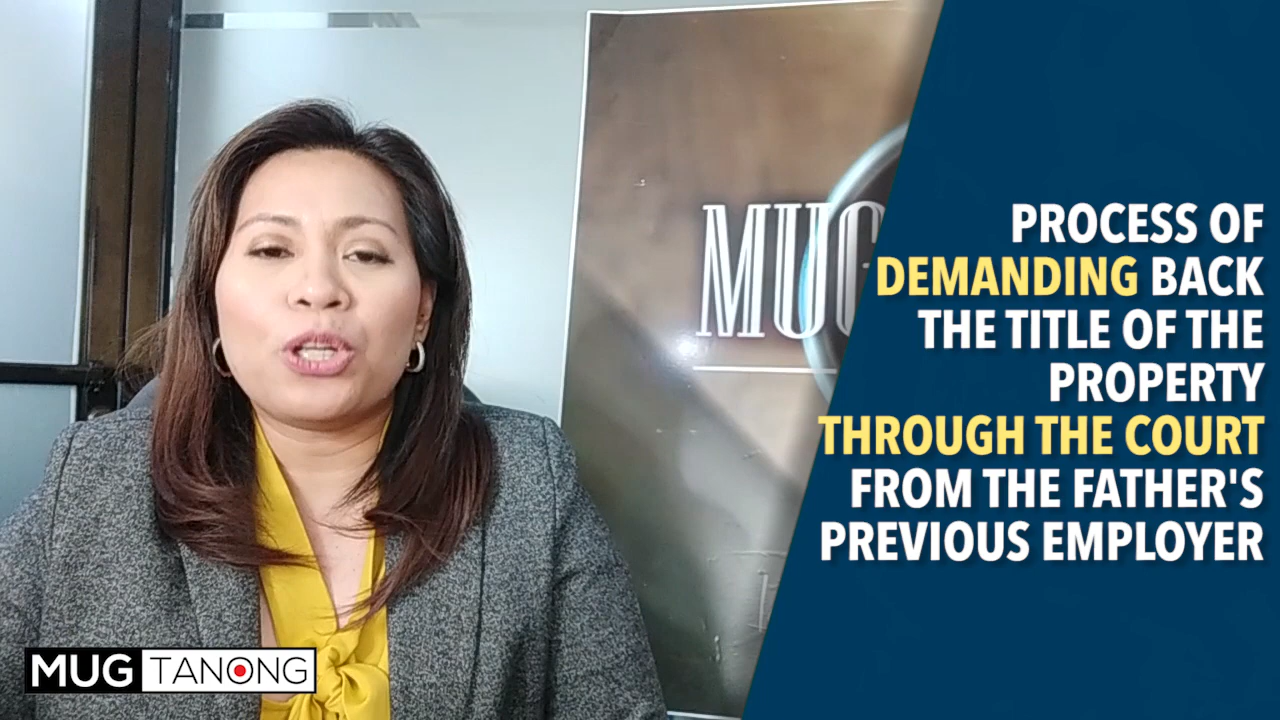 MUG
PROCESS OF
DEMANDING BACK
THE TITLE OF THE
PROPERTY
THROUGH THE COURT
FROM THE FATHER'S
PREVIOUS EMPLOYER
MUG TANONG